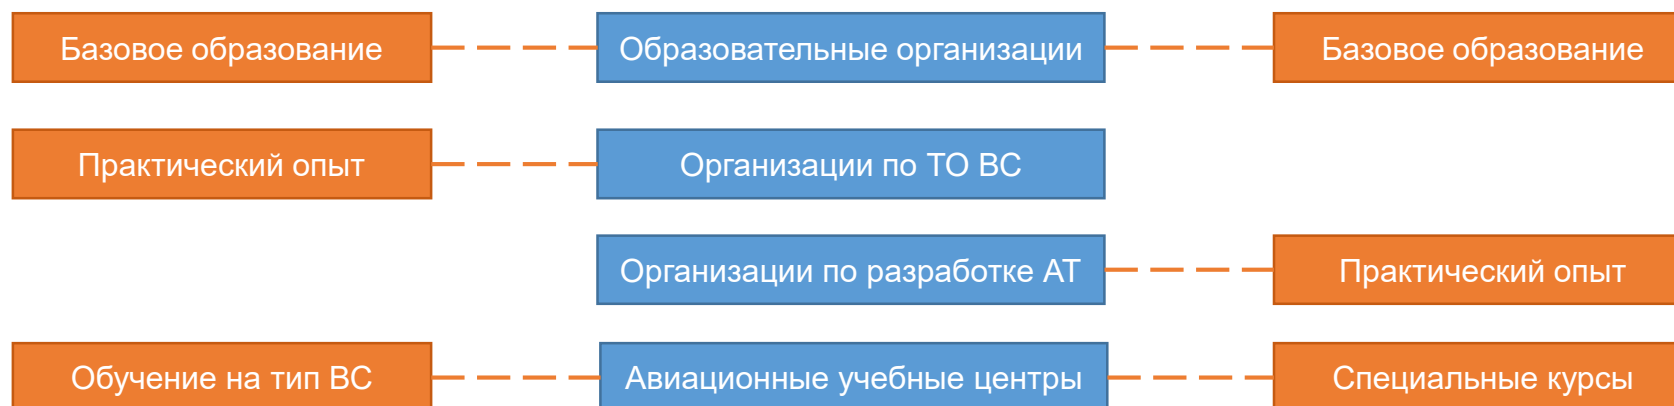 Базовое образование
Образовательные организации
Базовое образование
Практический опыт
Организации по ТО ВС
Организации по разработке АТ
Практический опыт
Обучение на тип ВС
Авиационные учебные центры
Специальные курсы